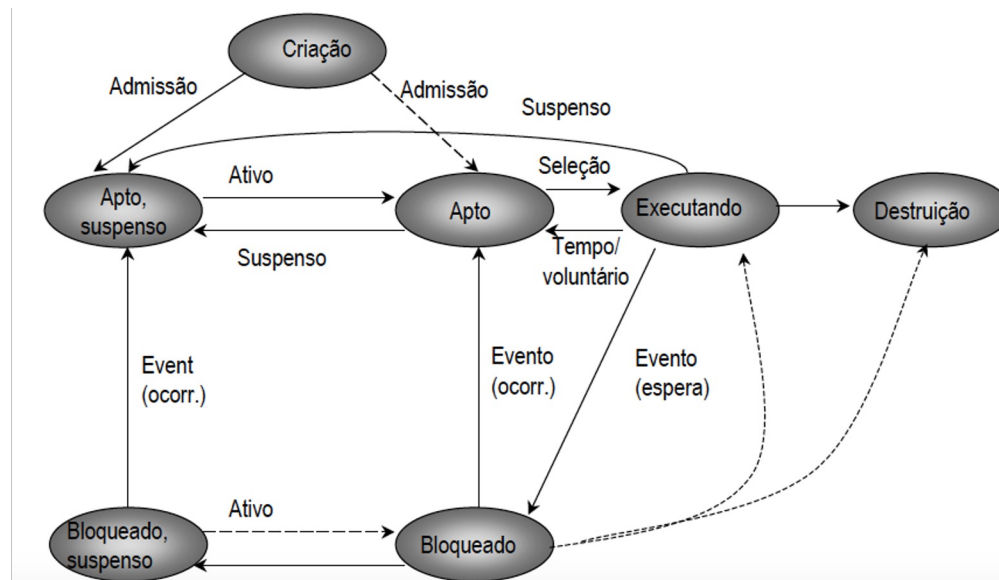 Criação
Admissão
Admissão
Suspenso
Ativo
Seleção
Apto,
suspenso
Apto
Executando
Destruição
Suspenso
Tempo/
voluntário
Event
(ocorr.)
Evento
(ocorr.)
Evento
(espera)
Ativo
Bloqueado,
suspenso
Bloqueado